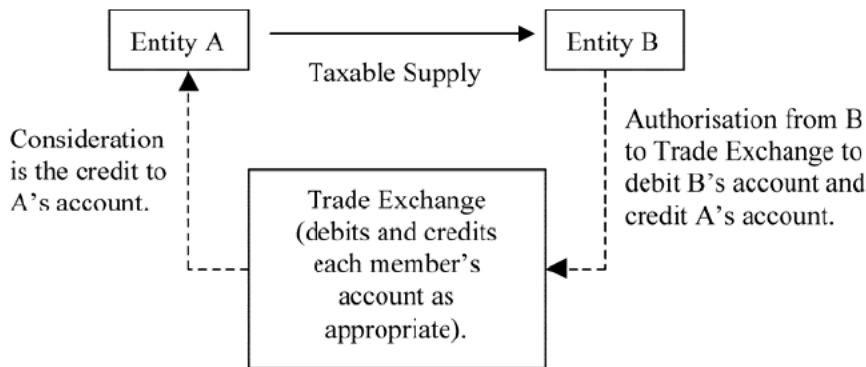 Entity A
Entity B
Taxable Supply
Consideration
is the credit to
A's account.
Authorisation from B
to Trade Exchange to
debit B's account and
credit A's account.
Trade Exchange
(debits and credits
each member's
account as
appropriate).